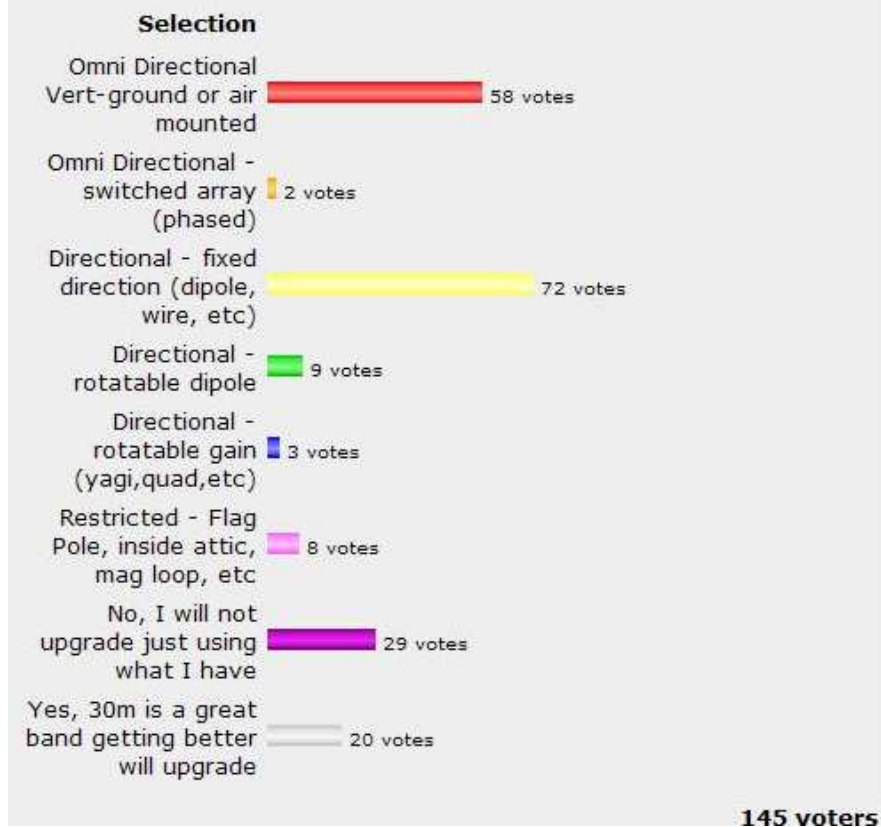 Selection
Omni Directional
Vert-ground or air
mounted
58 votes
Omni Directional -
switched array
(phased)
2 votes
Directional - fixed
direction (dipole,
wire, etc)
72 votes
Directional -
rotatable dipole
9 votes
Directional -
rotatable gain
(yagi,quad,etc)
3 votes
Restricted - Flag
Pole, inside attic,
mag loop, etc
8 votes
No, I will not
upgrade just using
what I have
29 votes
Yes, 30m is a great
band getting better
will upgrade
20 votes
145 voters